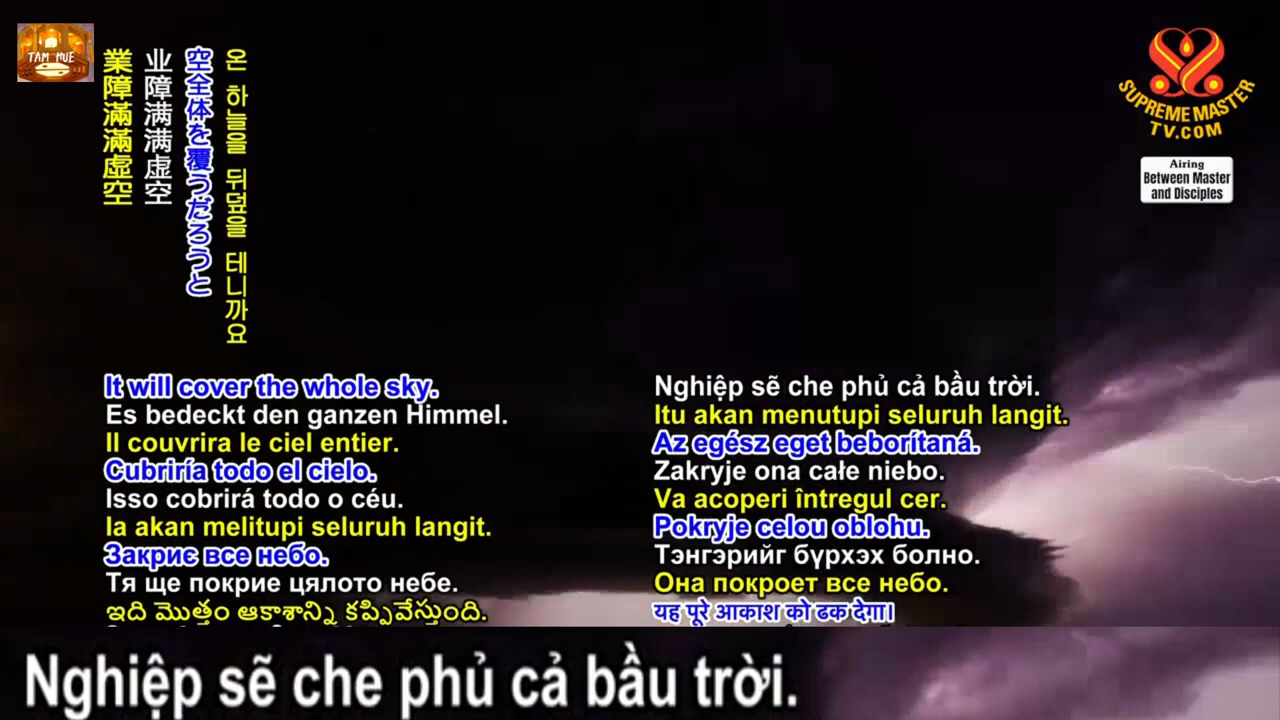 TAM HUE
業障滿滿虛空
业障满满虚空
空全体を覆うだろうと
온 하늘을 뒤덮을 테니까요
SUPREME MASTER
TV.COM
Airing
Between Master
and Disciples
It will cover the whole sky.
Es bedeckt den ganzen Himmel.
Il couvrira le ciel entier.
Cubriría todo el cielo.
Isso cobrirá todo o céu.
Ia akan melitupi seluruh langit.
Закриє все небо.
Тя ще покрие цялото небе.
ఇది మొత్తం ఆకాశాన్ని కప్పివేస్తుంది.
Nghiệp sẽ che phủ cả bầu trời.
Itu akan menutupi seluruh langit.
Az egész eget beborítaná.
Zakryje ona całe niebo.
Va acoperi întregul cer.
Pokryje celou oblohu.
Тэнгэрийг бүрхэх болно.
Она покроет все небо.
यह पूरे आकाश को ढक देगा।
Nghiệp sẽ che phủ cả bầu trời.